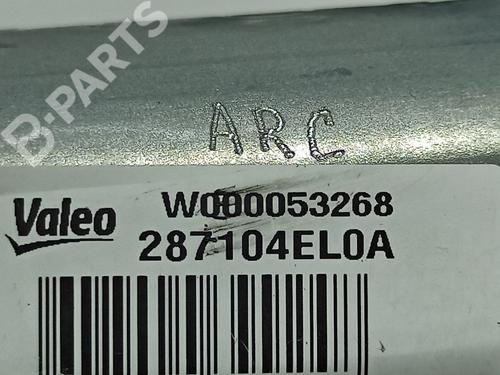 B-PARTS
ARC
Valeo
W000053268
287104EL0A